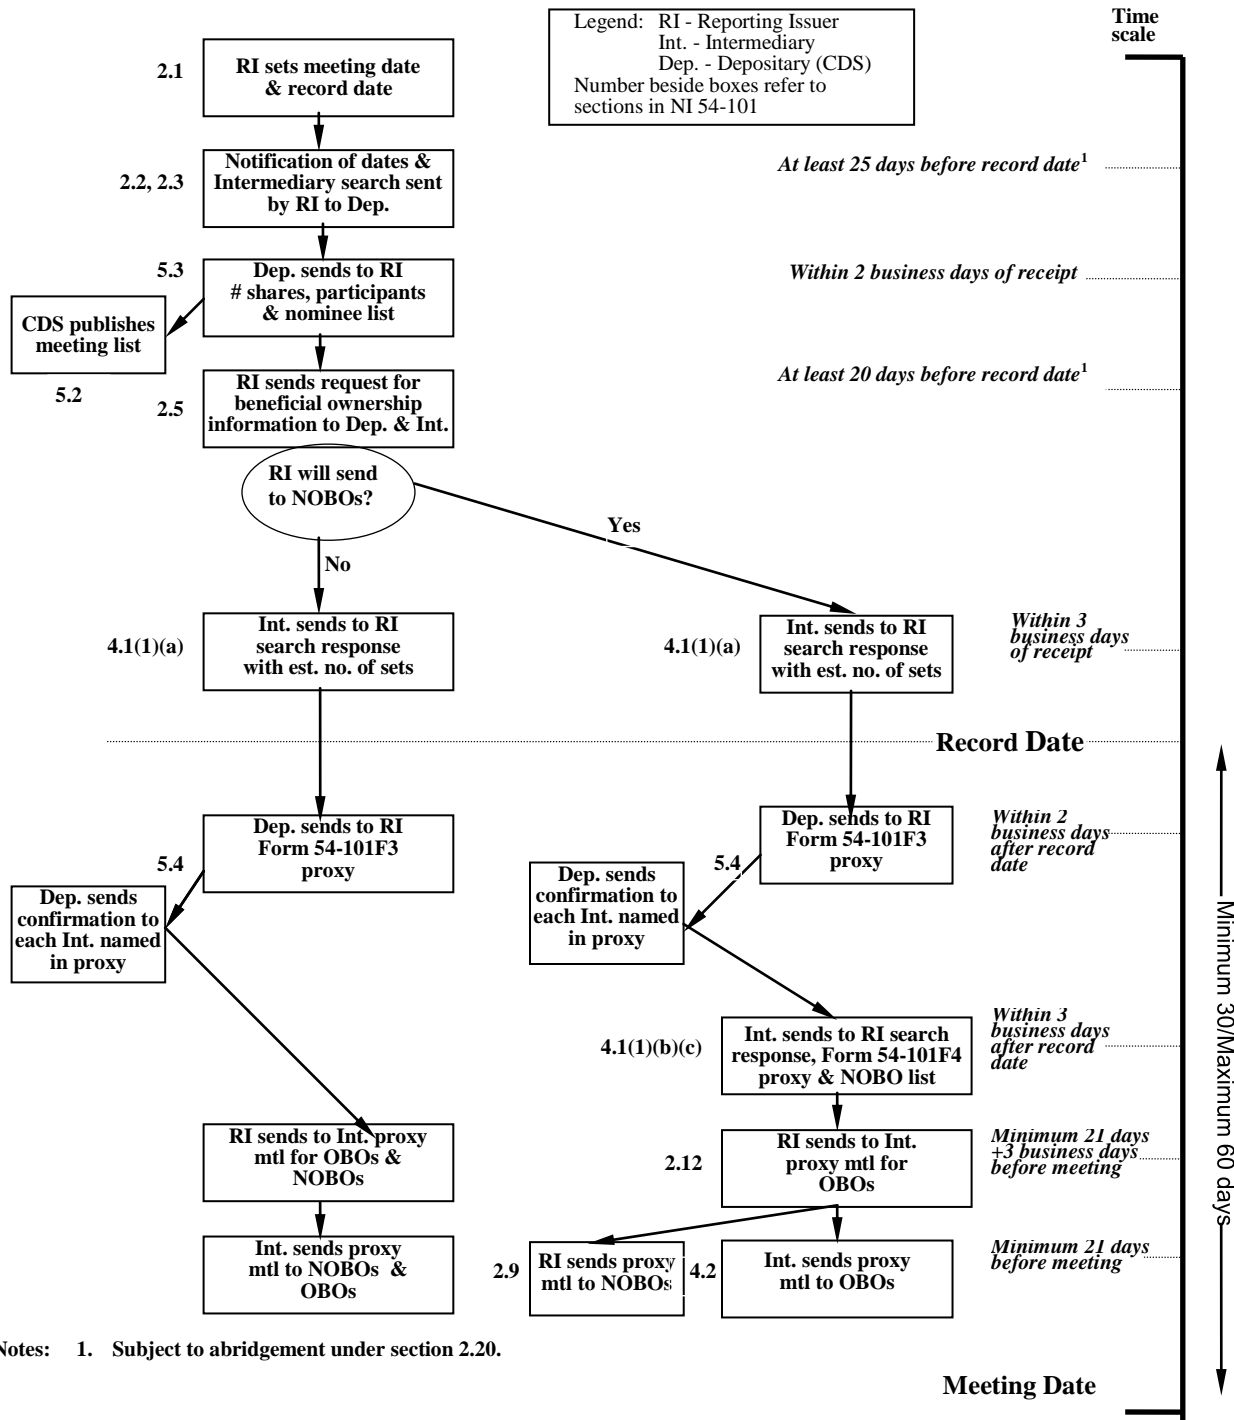 Legend: RI - Reporting Issuer
Int. - Intermediary
Dep. - Depositary (CDS)
Number beside boxes refer to
sections in NI 54-101
Time
scale
2.1
RI sets meeting date
& record date
2.2, 2.3
Notification of dates &
Intermediary search sent
by RI to Dep.
At least 25 days before record date1
5.3
Dep. sends to RI
# shares, participants
& nominee list
Within 2 business days of receipt
CDS publishes
meeting list
5.2
2.5
RI sends request for
beneficial ownership
information to Dep. & Int.
At least 20 days before record date1
RI will send
to NOBOs?
Yes
No
4.1(1)(a)
Int. sends to RI
search response
with est. no. of sets
4.1(1)(a)
Int. sends to RI
search response
with est. no. of sets
Within 3
business days
of receipt
Record Date
Dep. sends to RI
Form 54-101F3
proxy
5.4
Dep. sends
confirmation to
each Int. named
in proxy
Dep. sends to RI
Form 54-101F3
proxy
5.4
Dep. sends
confirmation to
each Int. named
in proxy
Within 2
business days
after record
date
4.1(1)(b)(c)
Int. sends to RI search
response, Form 54-101F4
proxy & NOBO list
Within 3
business days
after record
date
Minimum 30/Maximum 60 days
RI sends to Int. proxy
mtl for OBOs &
NOBOs
2.12
RI sends to Int.
proxy mtl for
OBOs
Minimum 21 days
+3 business days
before meeting
Int. sends proxy
mtl to NOBOs &
OBOs
2.9
RI sends proxy
mtl to NOBOs
4.2
Int. sends proxy
mtl to OBOs
Minimum 21 days
before meeting
Notes: 1. Subject to abridgement under section 2.20.
Meeting Date